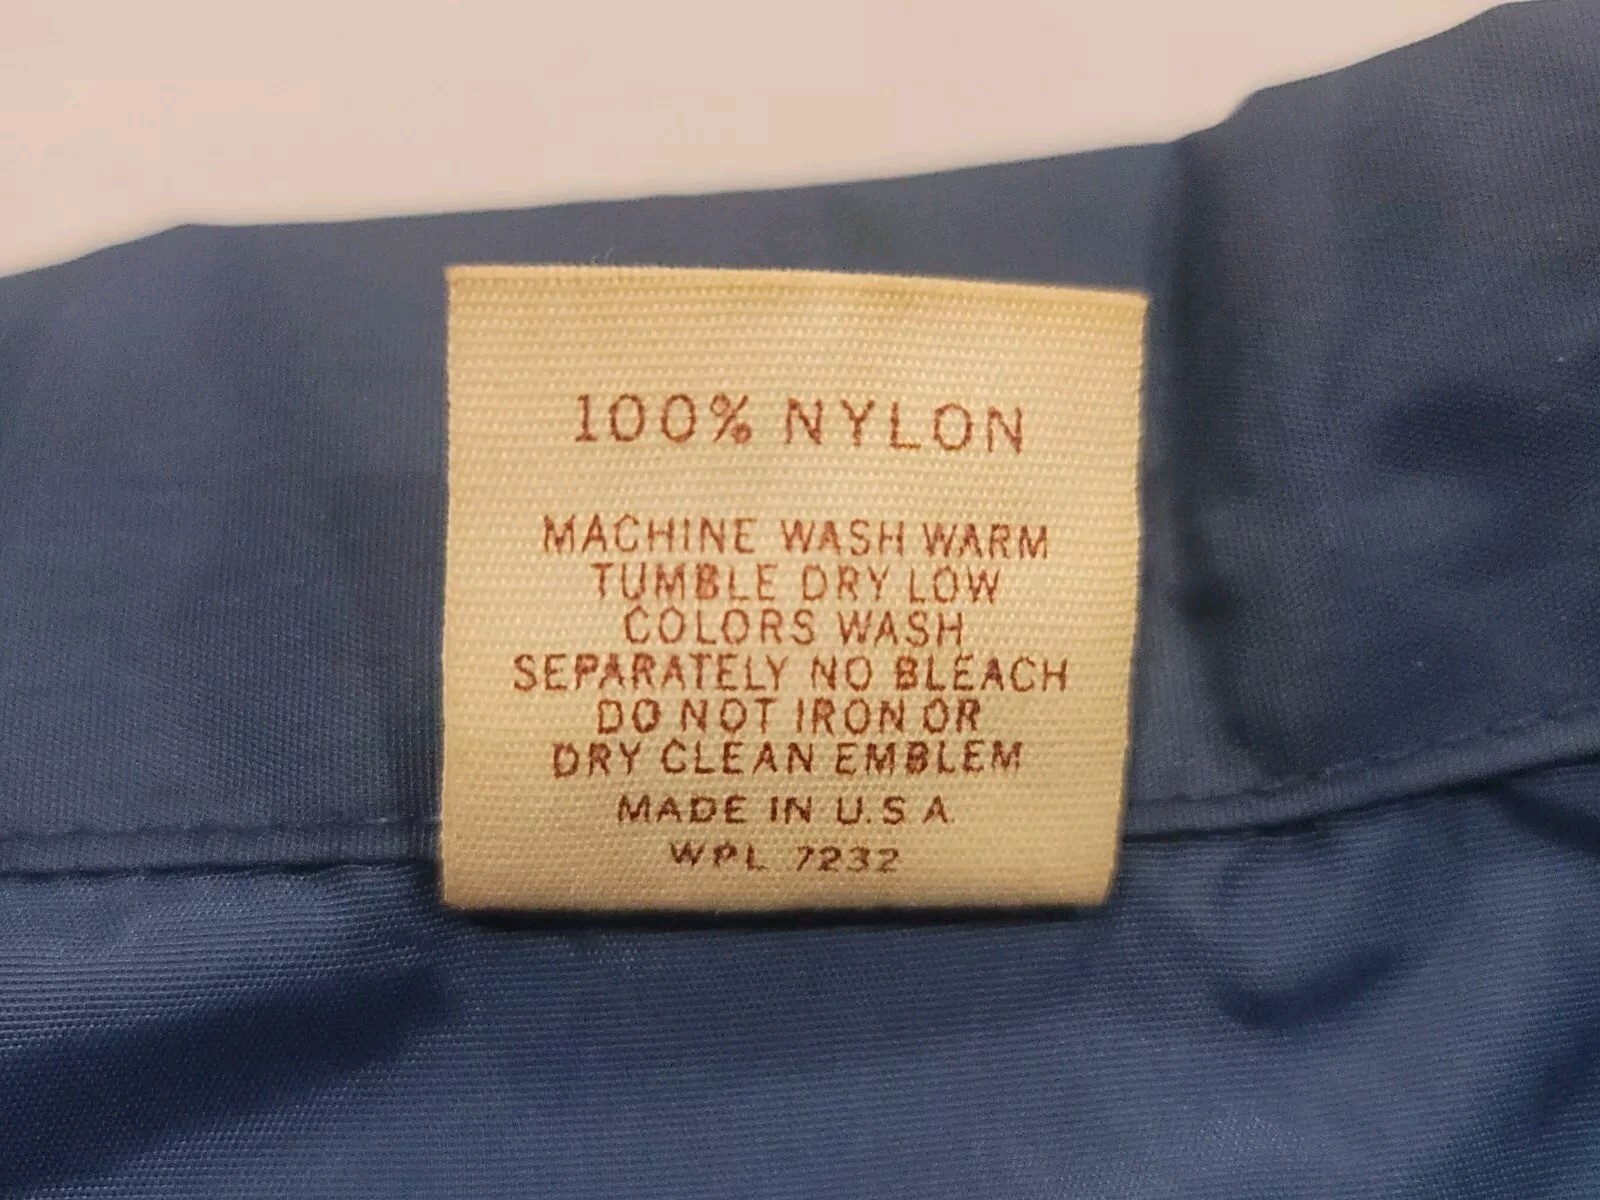 100% NYLON
MACHINE WASH WARM
TUMBLE DRY LOW
COLORS WASH
SEPARATELY NO BLEACH
DO NOT IRON OR
DRY CLEAN EMBLEM
MADE IN U.S A.
WPL 7232